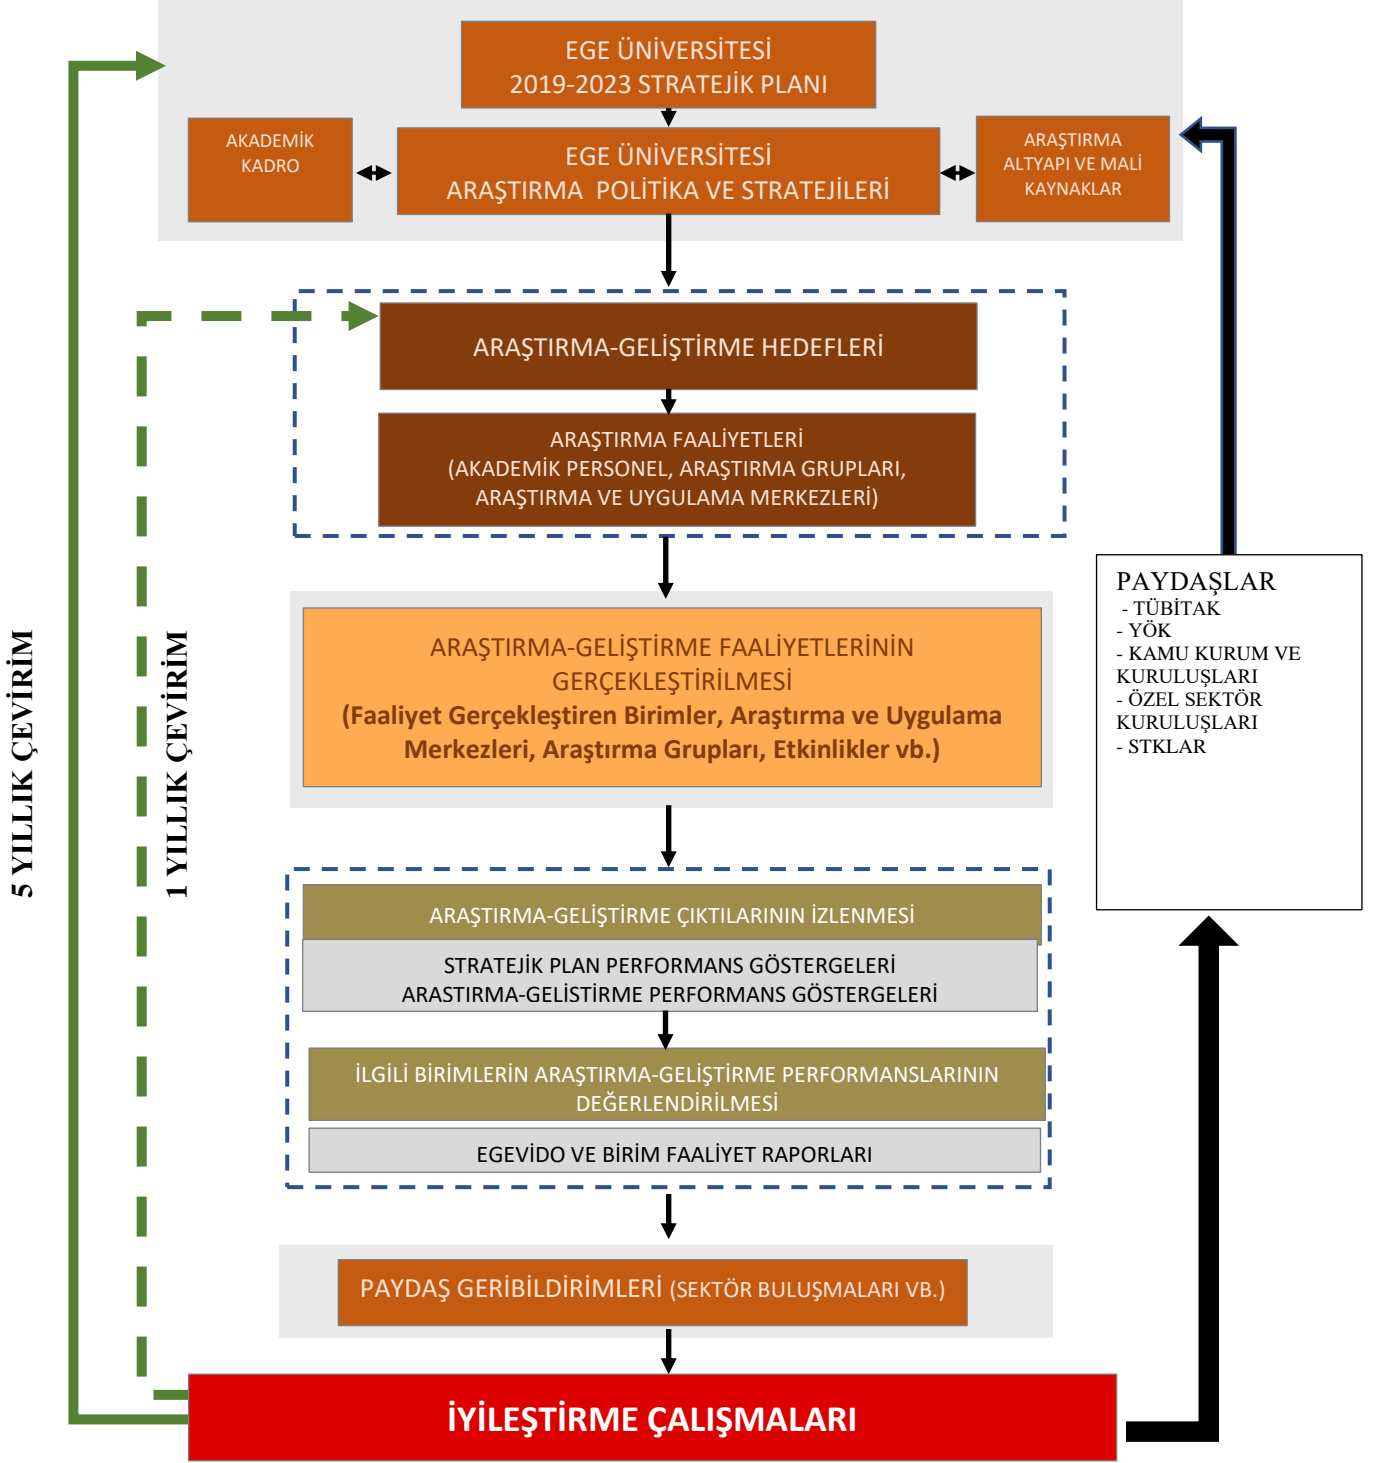 EGE ÜNİVERSİTESİ
2019-2023 STRATEJİK PLANI
AKADEMİK
KADRO
EGE ÜNİVERSİTESİ
ARAŞTIRMA POLİTİKA VE STRATEJİLERİ
ARAŞTIRMA
ALTYAPI VE MALİ
KAYNAKLAR
ARAŞTIRMA-GELİŞTİRME HEDEFLERİ
ARAŞTIRMA FAALİYETLERİ
(AKADEMİK PERSONEL, ARAŞTIRMA GRUPLARI,
ARAŞTIRMA VE UYGULAMA MERKEZLERİ)
5 YILLIK ÇEVİRİM
1 YILLIK ÇEVİRİM
ARAŞTIRMA-GELİŞTİRME FAALİYETLERİNİN
GERÇEKLEŞTİRİLMESİ
(Faaliyet Gerçekleştiren Birimler, Araştırma ve Uygulama
Merkezleri, Araştırma Grupları, Etkinlikler vb.)
PAYDAŞLAR
- TÜBİTAK
- YÖK
- KAMU KURUM VE
KURULUŞLARI
- ÖZEL SEKTÖR
KURULUŞLARI
- STKLAR
ARAŞTIRMA-GELİŞTİRME ÇIKTILARININ İZLENMESİ
STRATEJİK PLAN PERFORMANS GÖSTERGELERİ
ARASTIRMA-GELİSTİRME PERFORMANS GÖSTERGELERİ
İLGİLİ BİRİMLERİN ARAŞTIRMA-GELİŞTİRME PERFORMANSLARININ
DEĞERLENDİRİLMESİ
EGEVİDO VE BİRİM FAALİYET RAPORLARI
PAYDAŞ GERİBİLDİRİMLERİ (SEKTÖR BULUŞMALARI VB.)
İYİLEŞTİRME ÇALIŞMALARI